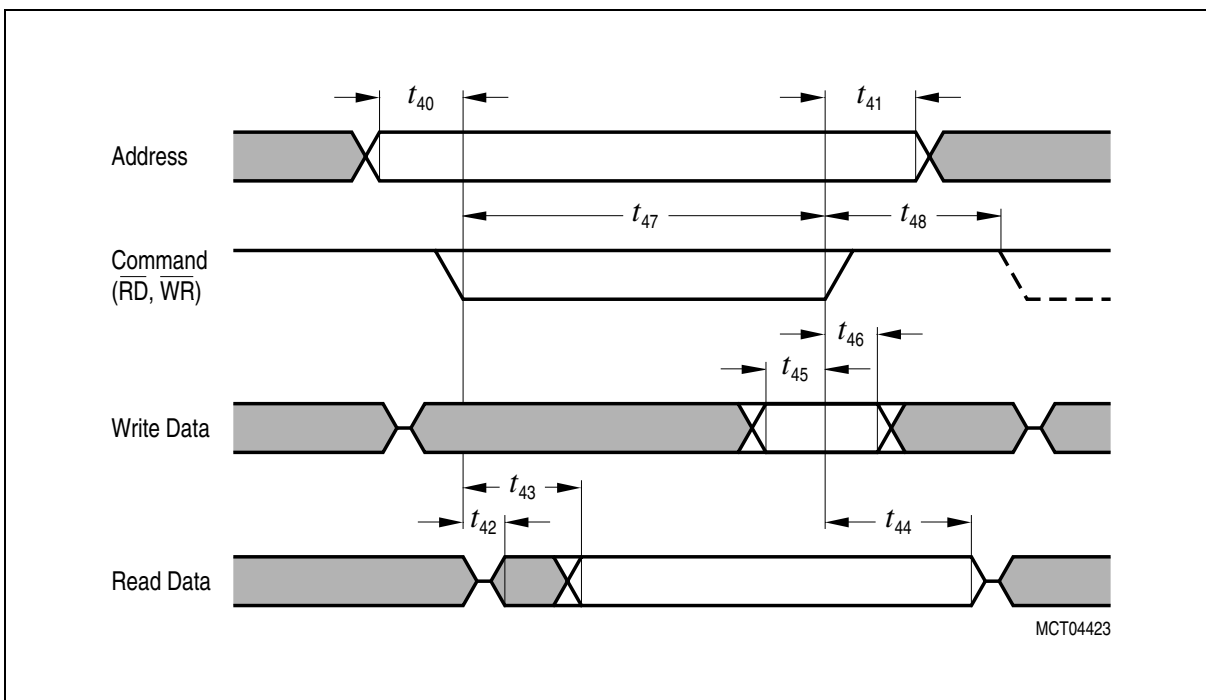 t40
t41
Address
t47
t48
Command
(RD, WR)
t46
t45
Write Data
t43
t42
t44
Read Data
MCT04423